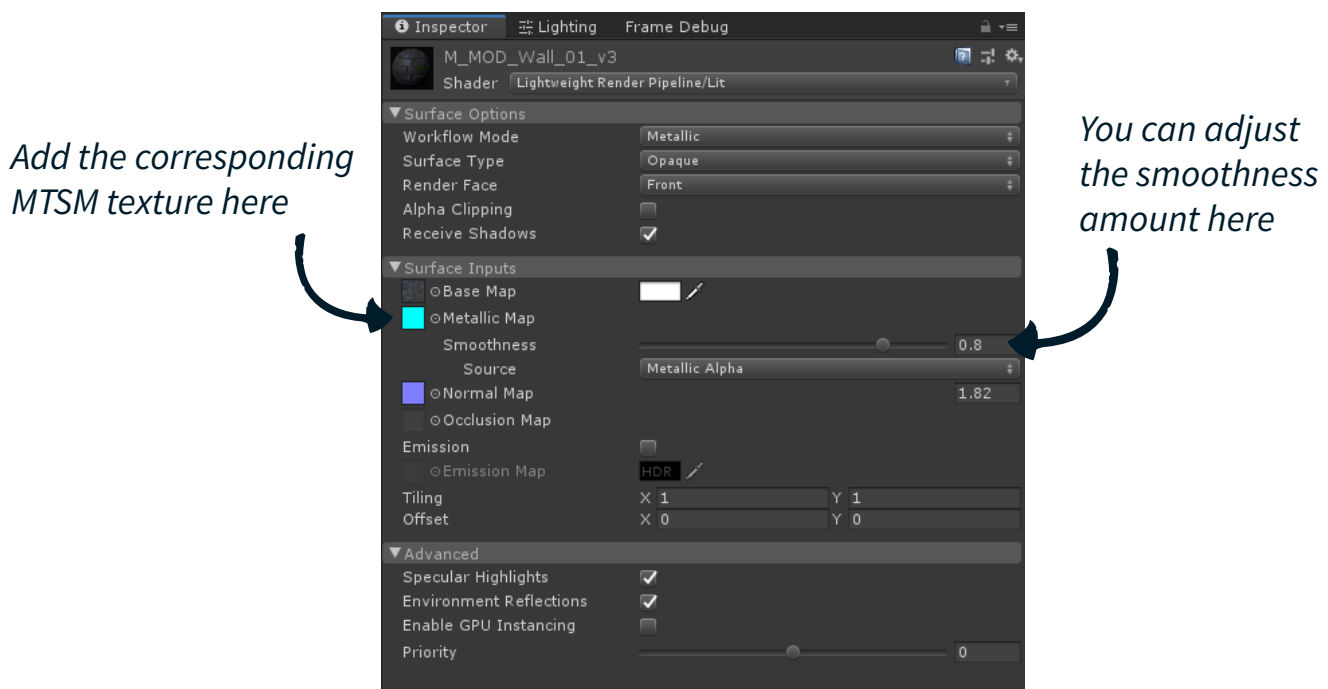 Inspector Lighting Frame Debug
M_MOD_Wall_01_v3
Shader Lightweight Render Pipeline/Lit
Surface Options
Workflow Mode Metallic
Surface Type Opaque
Render Face Front
Alpha Clipping
Receive Shadows
Add the corresponding
MTSM texture here
You can adjust
the smoothness
amount here
Surface Inputs
Base Map
Metallic Map
Smoothness 0.8
Source Metallic Alpha
Normal Map 1.82
Occlusion Map
Emission
Emission Map HDR
Tiling X 1 Y 1
Offset X 0 Y 0
Advanced
Specular Highlights
Environment Reflections
Enable GPU Instancing
Priority 0